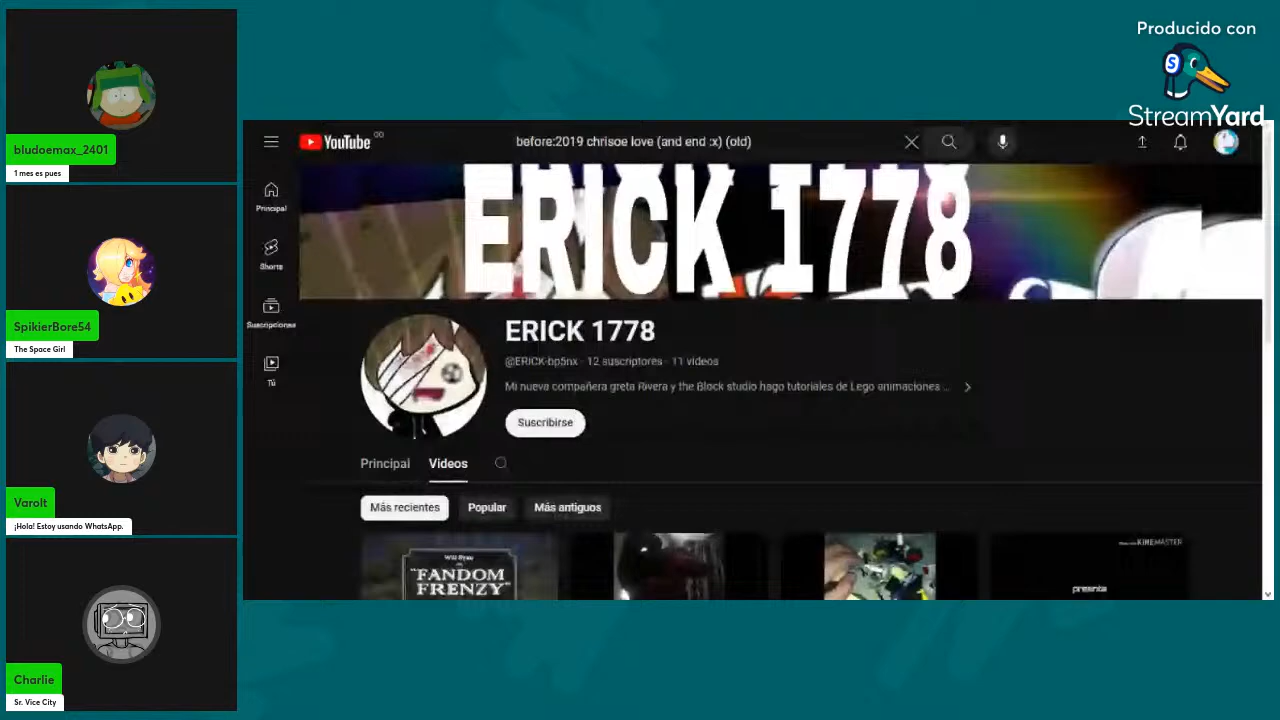 Producido con
StreamYard
bludoemax_2401
1 mes es pues
SpikierBore54
The Space Girl
Varolt
¡Hola! Estoy usando WhatsApp.
Charlie
Sr. Vice City
YouTube
before:2019 chrisoe love (and end :x) (old)
Principal
Shorts
Suscripciones
Tú
ERICK 1778
ERICK 1778
@ERICK-bp5nx · 12 suscriptores · 11 videos
Mi nueva compañera greta Rivera y the Block studio hago tutoriales de Lego animaciones ...
Suscribirse
Principal
Videos
Más recientes
Popular
Más antiguos
"FANDOM
FRENZY"
KINEMASTER
presenta